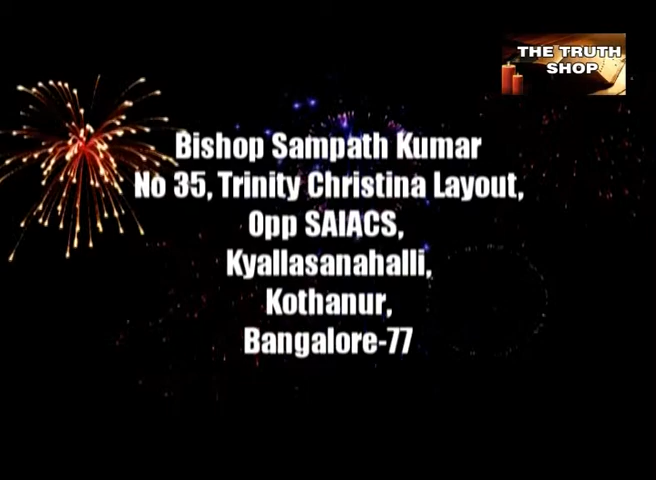 THE TRUTH
SHOP
Bishop Sampath Kumar
No 35, Trinity Christina Layout,
Opp SAIACS,
Kyallasanahalli,
Kothanur,
Bangalore-77